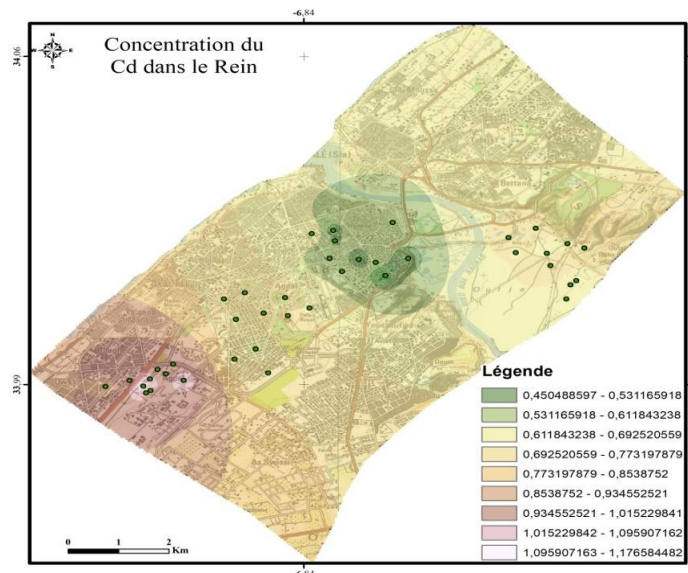 -6,84
Concentration du
Cd dans le Rein
N
W
E
S
34,06
33,99
Légende
0,450488597 - 0,531165918
0,531165918 - 0,611843238
0,611843238 - 0,692520559
0,692520559 - 0,773197879
0,773197879 - 0,8538752
0,8538752 - 0,934552521
0,934552521 - 1,015229841
1,015229842 - 1,095907162
1,095907163 - 1,176584482
0 1 2
Km
-6,84